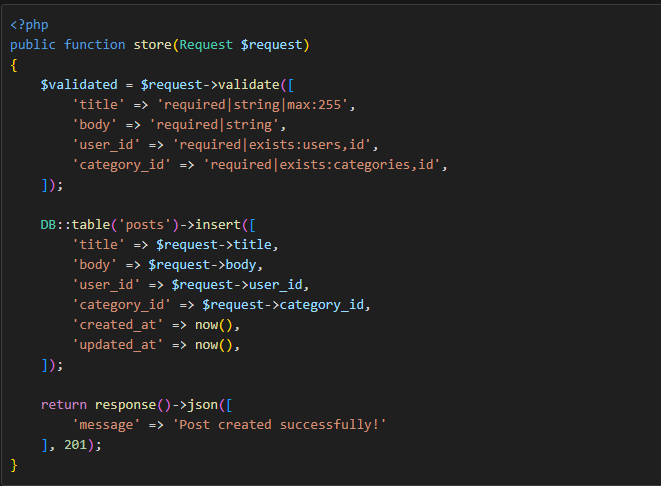 <?php
public function store(Request $request)
{
    $validated = $request->validate([
        'title' => 'required|string|max:255',
        'body' => 'required|string',
        'user_id' => 'required|exists:users,id',
        'category_id' => 'required|exists:categories,id',
    ]);

    DB::table('posts')->insert([
        'title' => $request->title,
        'body' => $request->body,
        'user_id' => $request->user_id,
        'category_id' => $request->category_id,
        'created_at' => now(),
        'updated_at' => now(),
    ]);

    return response()->json([
        'message' => 'Post created successfully!'
    ], 201);
}